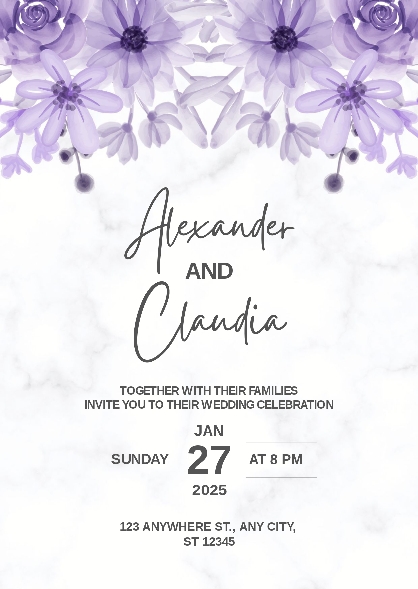 Alexander
AND
Claudia
TOGETHER WITH THEIR FAMILIES
INVITE YOU TO THEIR WEDDING CELEBRATION
JAN
SUNDAY 27 AT 8 PM
2025
123 ANYWHERE ST., ANY CITY,
ST 12345